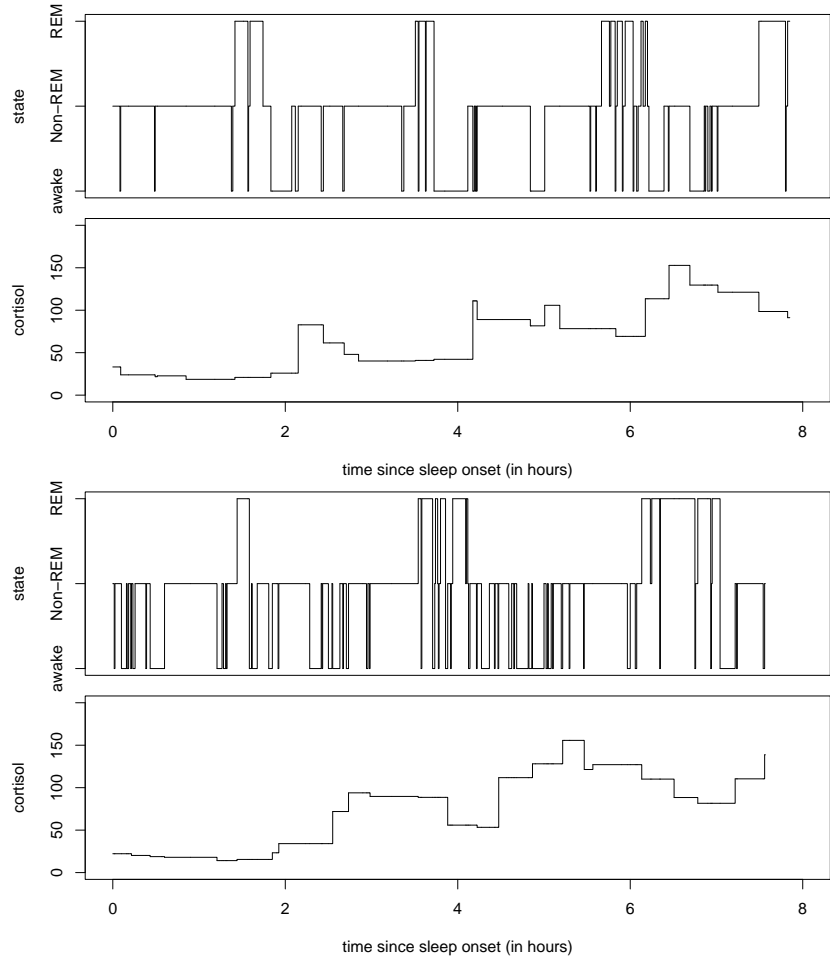 state
REM
Non−REM
awake
cortisol
150
100
50
0
0 2 4 6 8
time since sleep onset (in hours)
state
REM
Non−REM
awake
cortisol
150
100
50
0
0 2 4 6 8
time since sleep onset (in hours)